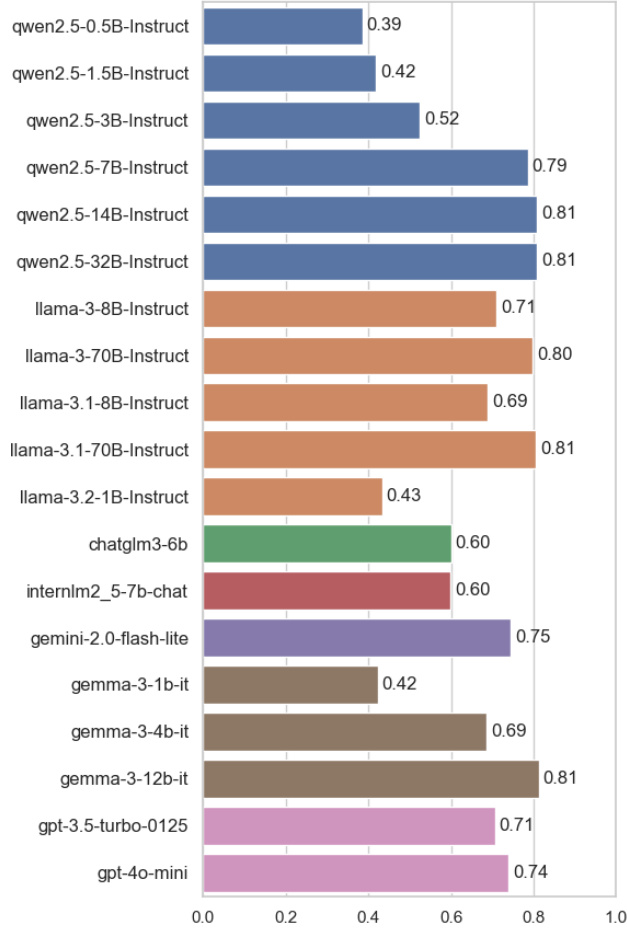 qwen2.5-0.5B-Instruct 0.39
qwen2.5-1.5B-Instruct 0.42
qwen2.5-3B-Instruct 0.52
qwen2.5-7B-Instruct 0.79
qwen2.5-14B-Instruct 0.81
qwen2.5-32B-Instruct 0.81
llama-3-8B-Instruct 0.71
llama-3-70B-Instruct 0.80
llama-3.1-8B-Instruct 0.69
llama-3.1-70B-Instruct 0.81
llama-3.2-1B-Instruct 0.43
chatglm3-6b 0.60
internlm2_5-7b-chat 0.60
gemini-2.0-flash-lite 0.75
gemma-3-1b-it 0.42
gemma-3-4b-it 0.69
gemma-3-12b-it 0.81
gpt-3.5-turbo-0125 0.71
gpt-4o-mini 0.74
0.0 0.2 0.4 0.6 0.8 1.0